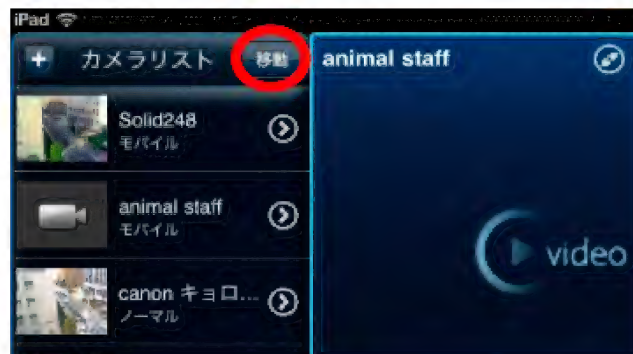 iPad
カメラリスト 移動
animal staff
Solid248
モバイル
animal staff
モバイル
canon キョロ...
ノーマル
video